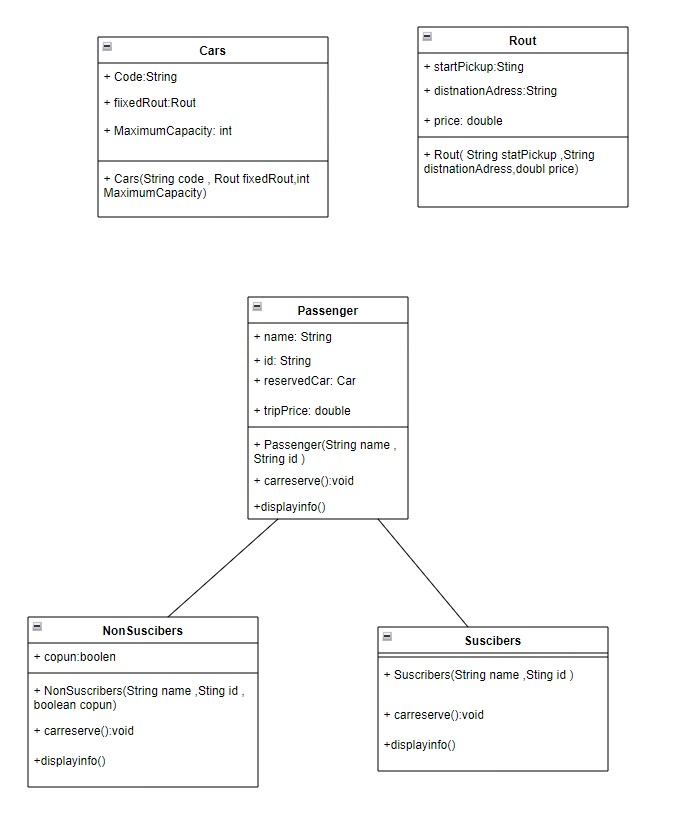 Cars
+ Code:String
+ fiixedRout:Rout
+ MaximumCapacity: int
+ Cars(String code , Rout fixedRout,int
MaximumCapacity)
Rout
+ startPickup:Sting
+ distnationAdress:String
+ price: double
+ Rout( String statPickup ,String
distnationAdress,doubl price)
Passenger
+ name: String
+ id: String
+ reservedCar: Car
+ tripPrice: double
+ Passenger(String name ,
String id )
+ carreserve():void
+displayinfo()
NonSuscibers
+ copun:boolen
+ NonSuscribers(String name ,Sting id ,
boolean copun)
+ carreserve():void
+displayinfo()
Suscibers
+ Suscribers(String name ,Sting id )
+ carreserve():void
+displayinfo()